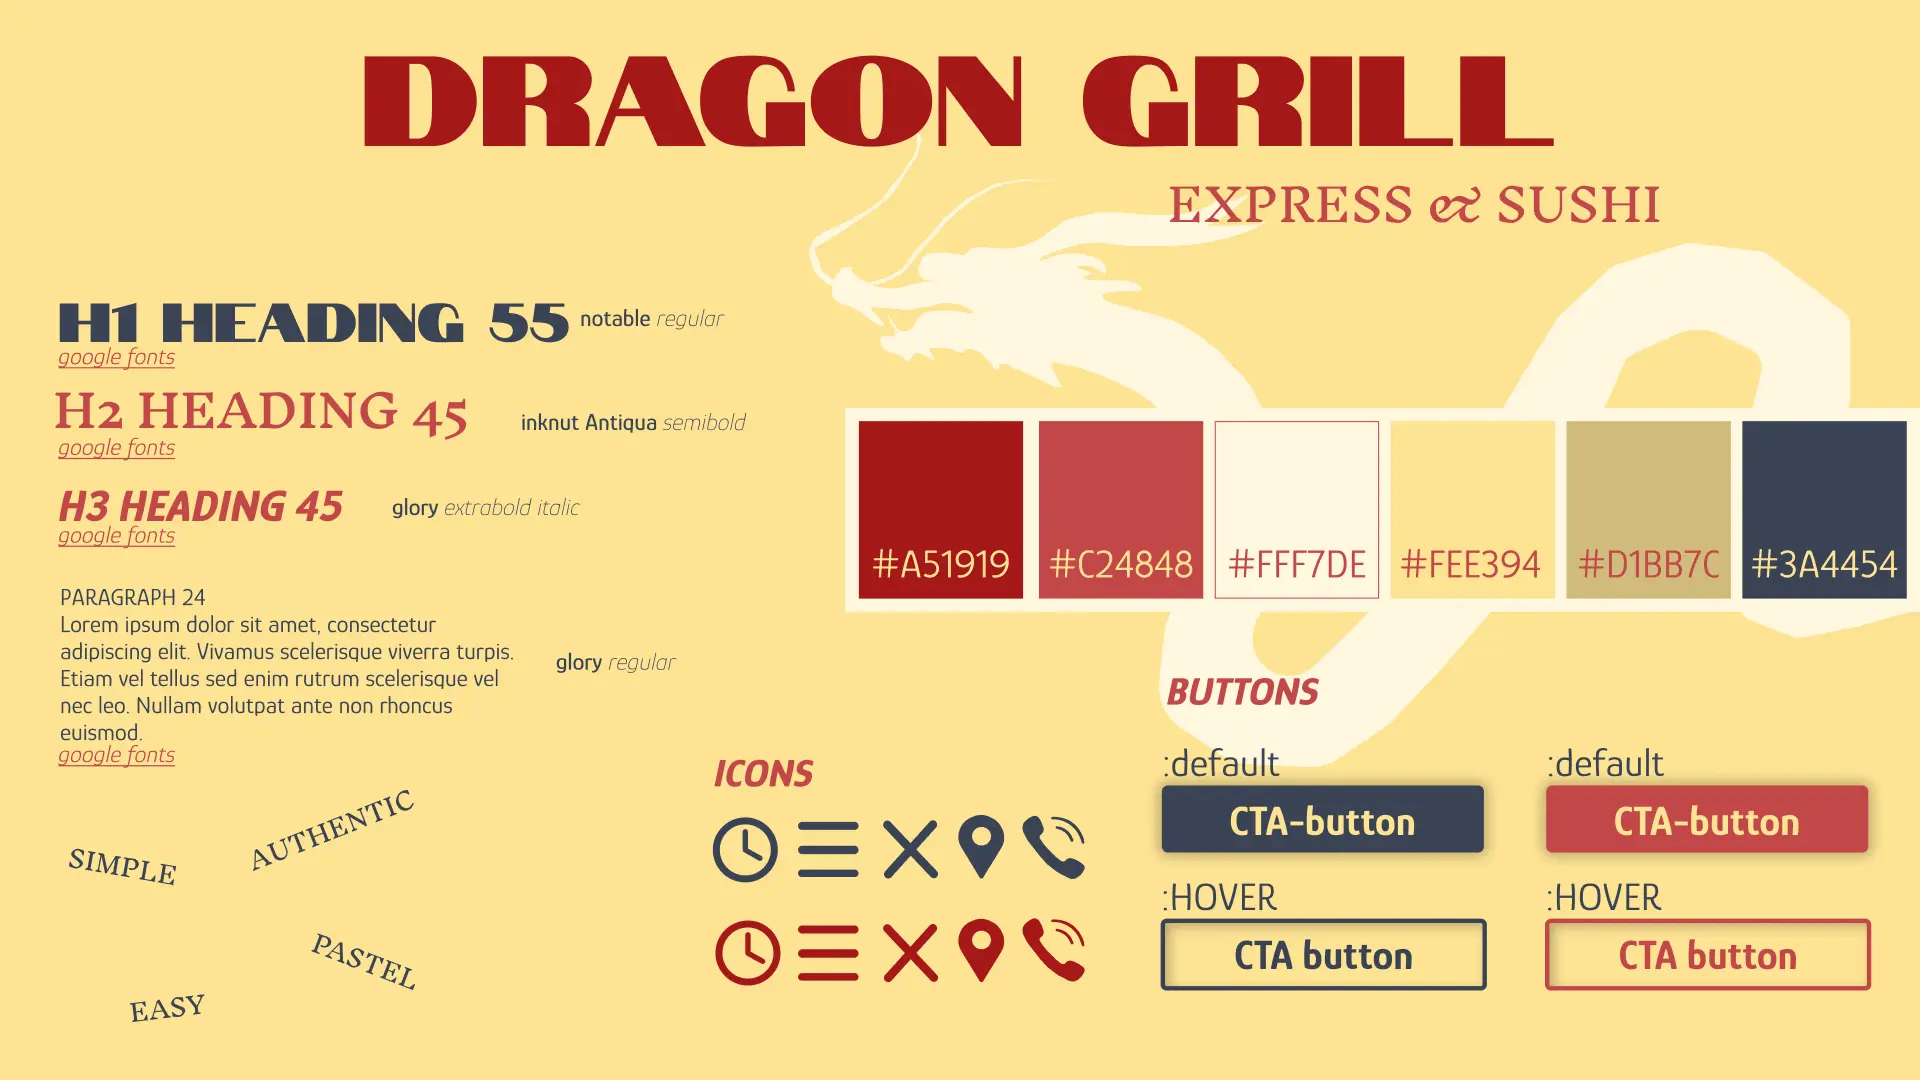 DRAGON GRILL
EXPRESS & SUSHI
H1 HEADING 55 notable regular
google fonts
H2 HEADING 45 inknut Antiqua semibold
google fonts
H3 HEADING 45 glory extrabold italic
google fonts
#A51919 #C24848 #FFF7DE #FEE394 #D1BB7C #3A4454
PARAGRAPH 24
Lorem ipsum dolor sit amet, consectetur
adipiscing elit. Vivamus scelerisque viverra turpis.
Etiam vel tellus sed enim rutrum scelerisque vel
nec leo. Nullam volutpat ante non rhoncus
euismod.
glory regular
google fonts
SIMPLE
AUTHENTIC
PASTEL
EASY
ICONS
BUTTONS
:default
CTA-button
:HOVER
CTA button
:default
CTA-button
:HOVER
CTA button